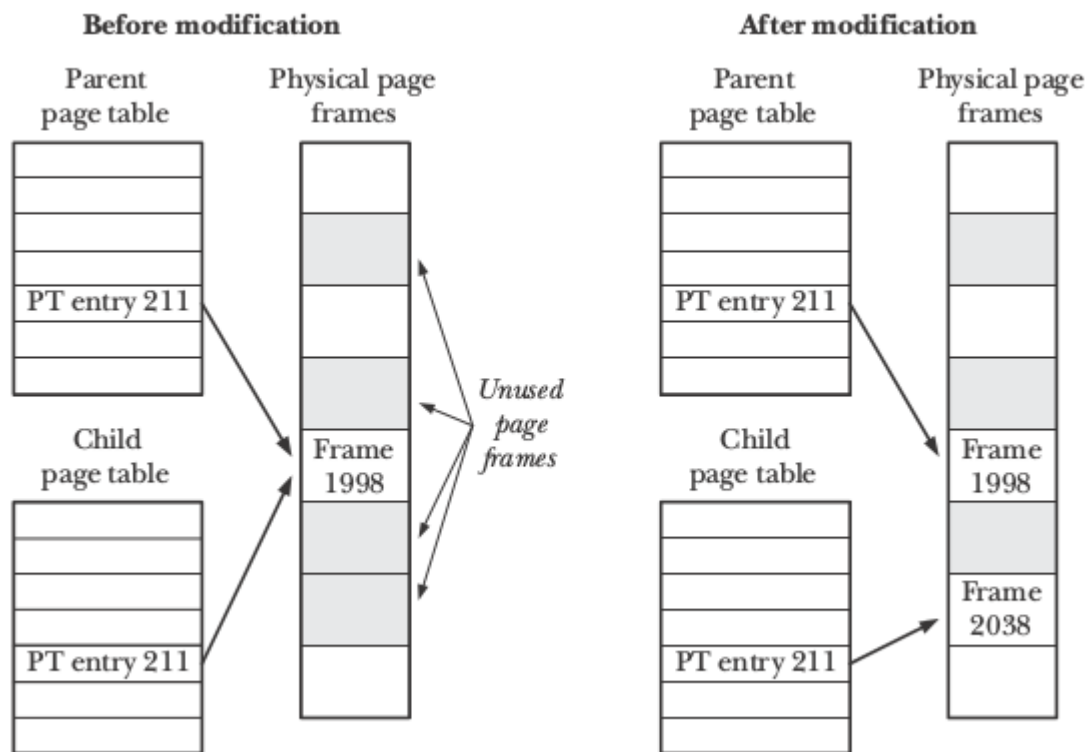 Before modification
Parent
page table
Physical page
frames
PT entry 211
Unused
page
frames
Child
page table
Frame
1998
PT entry 211
After modification
Parent
page table
Physical page
frames
PT entry 211
Child
page table
Frame
1998
Frame
2038
PT entry 211